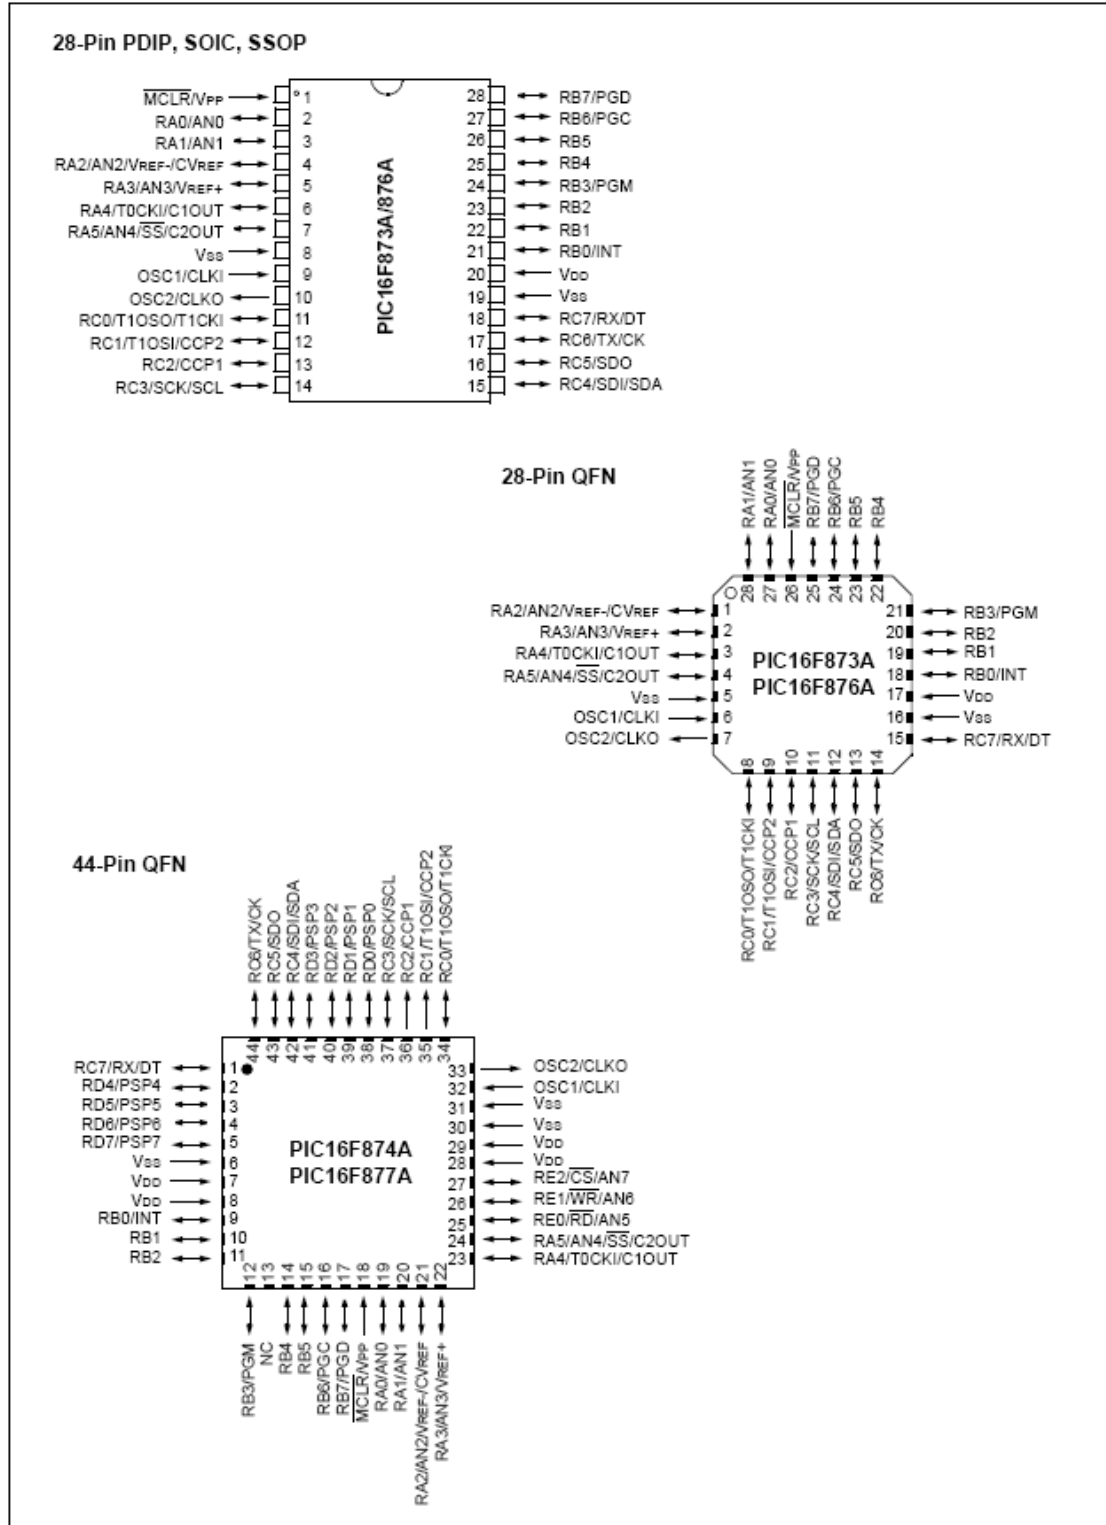 28-Pin PDIP, SOIC, SSOP
MCLR/VPP 1 28 RB7/PGD
RA0/AN0 2 27 RB6/PGC
RA1/AN1 3 26 RB5
RA2/AN2/VREF-/CVREF 4 25 RB4
RA3/AN3/VREF+ 5 24 RB3/PGM
RA4/T0CKI/C1OUT 6 23 RB2
RA5/AN4/SS/C2OUT 7 22 RB1
VSS 8 21 RB0/INT
OSC1/CLKI 9 20 VDD
OSC2/CLKO 10 19 VSS
RC0/T1OSO/T1CKI 11 18 RC7/RX/DT
RC1/T1OSI/CCP2 12 17 RC6/TX/CK
RC2/CCP1 13 16 RC5/SDO
RC3/SCK/SCL 14 15 RC4/SDI/SDA
PIC16F873A/876A
28-Pin QFN
RA1/AN1
RA0/AN0
MCLR/VPP
RB7/PGD
RB6/PGC
RB5
RB4
28 27 26 25 24 23 22
RA2/AN2/VREF-/CVREF 1 21 RB3/PGM
RA3/AN3/VREF+ 2 20 RB2
RA4/T0CKI/C1OUT 3 19 RB1
RA5/AN4/SS/C2OUT 4 18 RB0/INT
VSS 5 17 VDD
OSC1/CLKI 6 16 VSS
OSC2/CLKO 7 15 RC7/RX/DT
PIC16F873A
PIC16F876A
8 9 10 11 12 13 14
RC0/T1OSO/T1CKI
RC1/T1OSI/CCP2
RC2/CCP1
RC3/SCK/SCL
RC4/SDI/SDA
RC5/SDO
RC6/TX/CK
44-Pin QFN
RC6/TX/CK
RC5/SDO
RC4/SDI/SDA
RD3/PSP3
RD2/PSP2
RD1/PSP1
RD0/PSP0
RC3/SCK/SCL
RC2/CCP1
RC1/T1OSI/CCP2
RC0/T1OSO/T1CKI
44 43 42 41 40 39 38 37 36 35 34
RC7/RX/DT 1 33 OSC2/CLKO
RD4/PSP4 2 32 OSC1/CLKI
RD5/PSP5 3 31 VSS
RD6/PSP6 4 30 VSS
RD7/PSP7 5 29 VDD
VSS 6 28 VDD
VDD 7 27 RE2/CS/AN7
VDD 8 26 RE1/WR/AN6
RB0/INT 9 25 RE0/RD/AN5
RB1 10 24 RA5/AN4/SS/C2OUT
RB2 11 23 RA4/T0CKI/C1OUT
PIC16F874A
PIC16F877A
12 13 14 15 16 17 18 19 20 21 22
RB3/PGM
NC
RB4
RB5
RB6/PGC
RB7/PGD
MCLR/VPP
RA0/AN0
RA1/AN1
RA2/AN2/VREF-/CVREF
RA3/AN3/VREF+